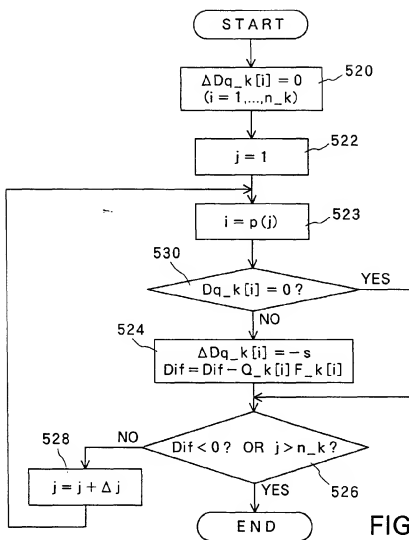 START
520
ΔDq_k[i] = 0
(i = 1,...,n_k)
522
j = 1
523
i = p(j)
530
Dq_k[i] = 0 ?
YES
NO
524
ΔDq_k[i] = −s
Dif = Dif − Q_k[i] F_k[i]
Dif < 0 ? OR j > n_k ?
NO
528
j = j + Δj
526
YES
END
FIG